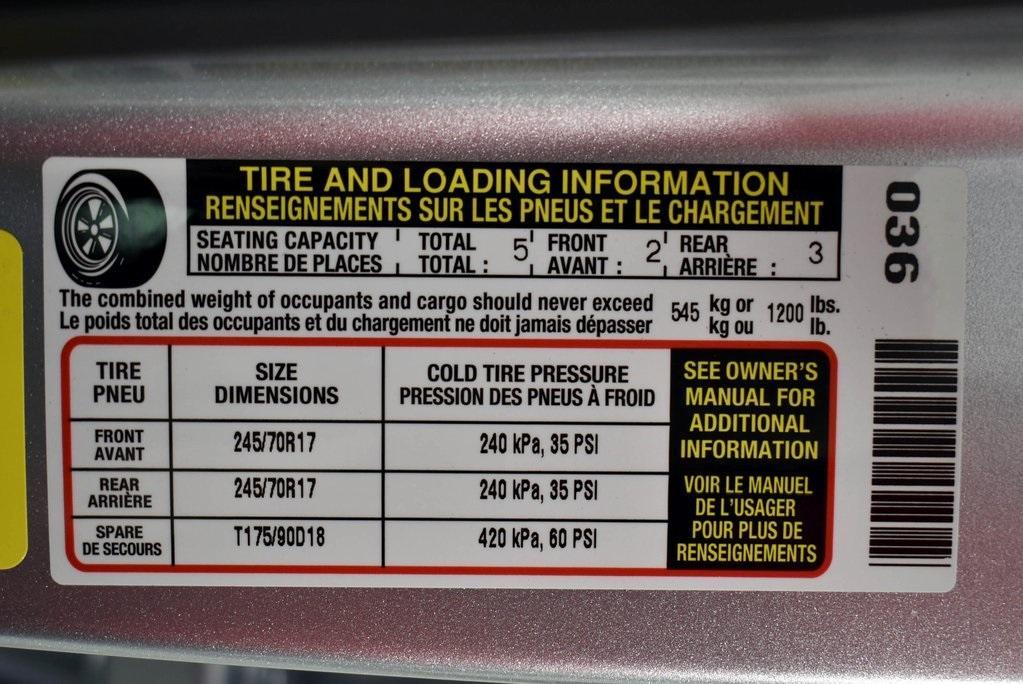 TIRE AND LOADING INFORMATION
RENSEIGNEMENTS SUR LES PNEUS ET LE CHARGEMENT
SEATING CAPACITY TOTAL 5 FRONT 2 REAR 3
NOMBRE DE PLACES TOTAL : AVANT : ARRIÈRE :
036
The combined weight of occupants and cargo should never exceed 545 kg or 1200 lbs.
Le poids total des occupants et du chargement ne doit jamais dépasser kg ou lb.
TIRE SIZE COLD TIRE PRESSURE
PNEU DIMENSIONS PRESSION DES PNEUS À FROID
FRONT
AVANT 245/70R17 240 kPa, 35 PSI
REAR
ARRIÈRE 245/70R17 240 kPa, 35 PSI
SPARE
DE SECOURS T175/90D18 420 kPa, 60 PSI
SEE OWNER'S
MANUAL FOR
ADDITIONAL
INFORMATION
VOIR LE MANUEL
DE L'USAGER
POUR PLUS DE
RENSEIGNEMENTS